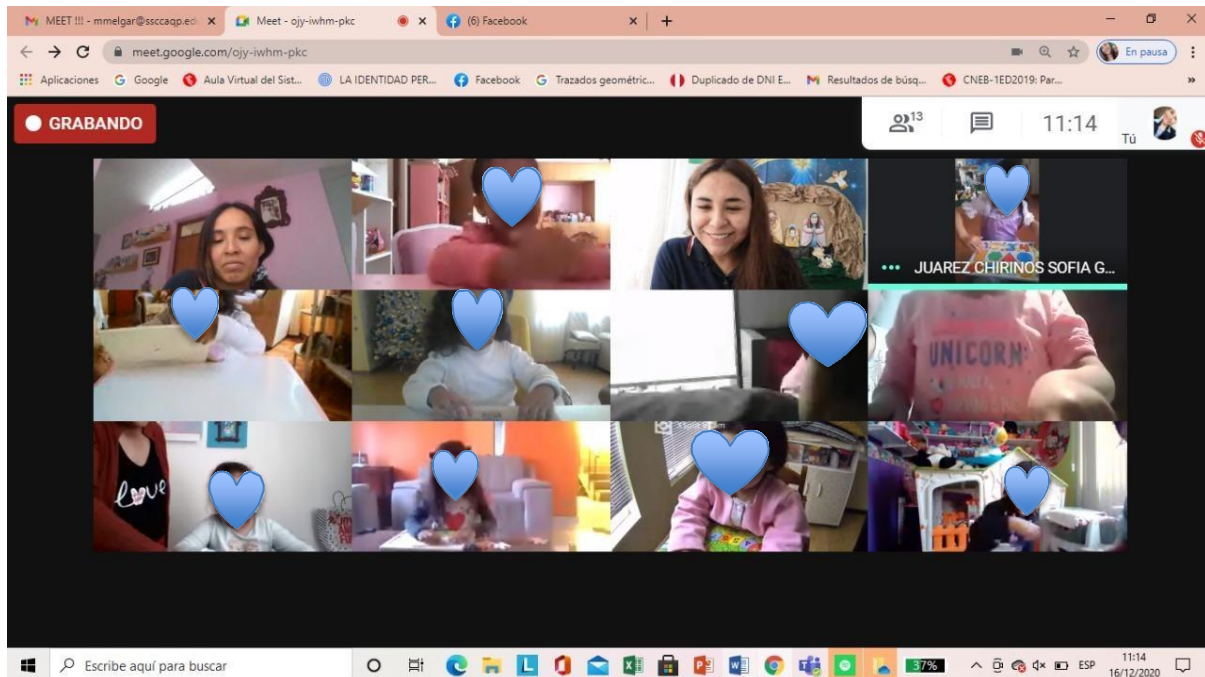 MEET !!! - mmelgar@ssccaqp.ed
Meet - ojy-iwhm-pkc
(6) Facebook
meet.google.com/ojy-iwhm-pkc
En pausa
Aplicaciones
Google
Aula Virtual del Sist...
LA IDENTIDAD PER...
Facebook
Trazados geométric...
Duplicado de DNI E...
Resultados de búsq...
CNEB-1ED2019: Par...
GRABANDO
13
11:14
Tú
JUAREZ CHIRINOS SOFIA G...
UNICORN
love
Escribe aquí para buscar
37%
ESP
11:14
16/12/2020